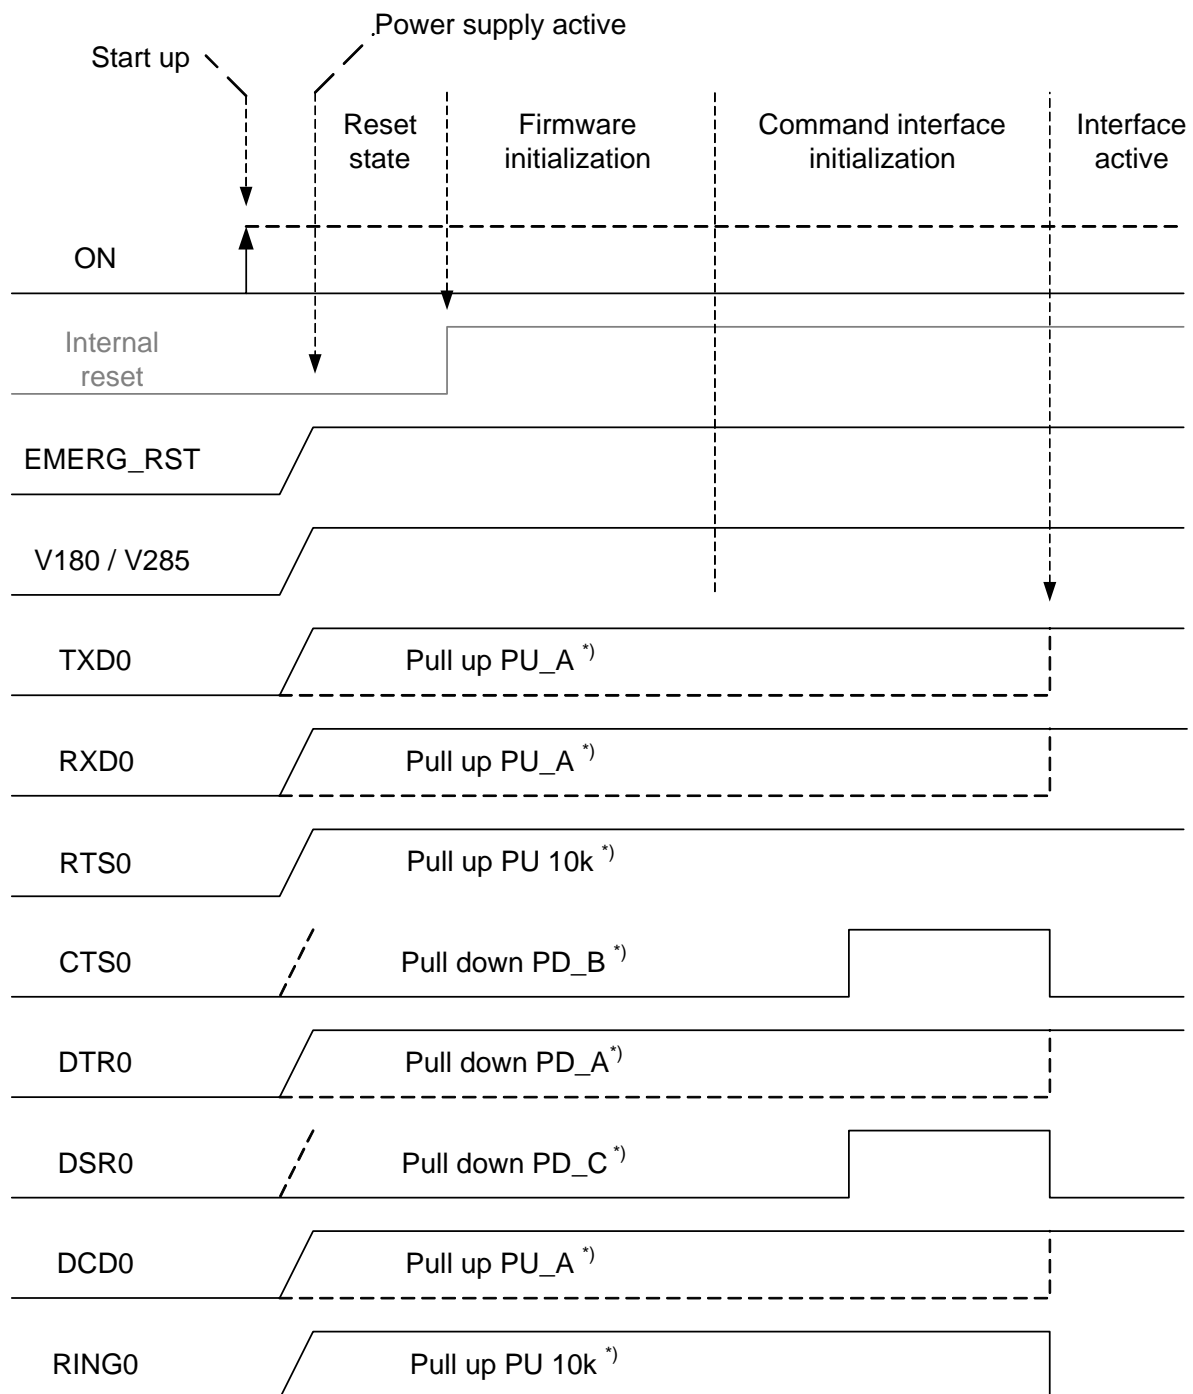 Power supply active
Start up
Reset
state
Firmware
initialization
Command interface
initialization
Interface
active
ON
Internal
reset
EMERG_RST
V180 / V285
TXD0
Pull up PU_A *)
RXD0
Pull up PU_A *)
RTS0
Pull up PU 10k *)
CTS0
Pull down PD_B *)
DTR0
Pull down PD_A*)
DSR0
Pull down PD_C *)
DCD0
Pull up PU_A *)
RING0
Pull up PU 10k *)